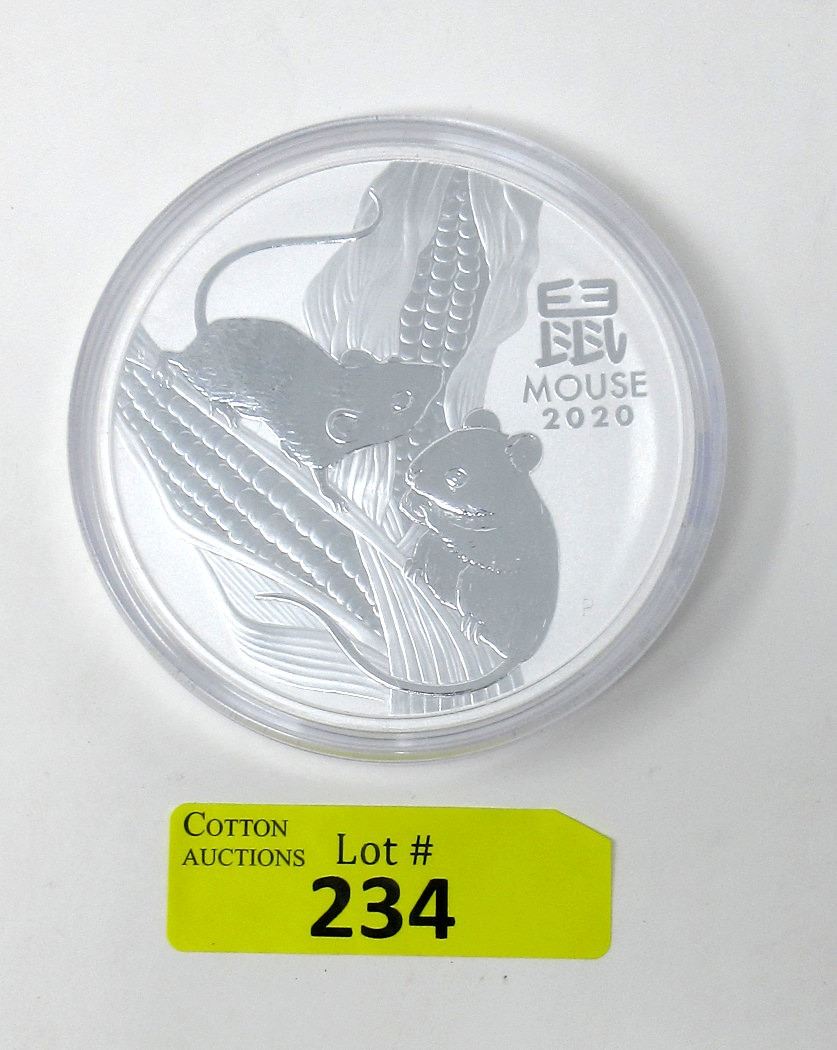 鼠
MOUSE
2020
P
COTTON
AUCTIONS
Lot #
234